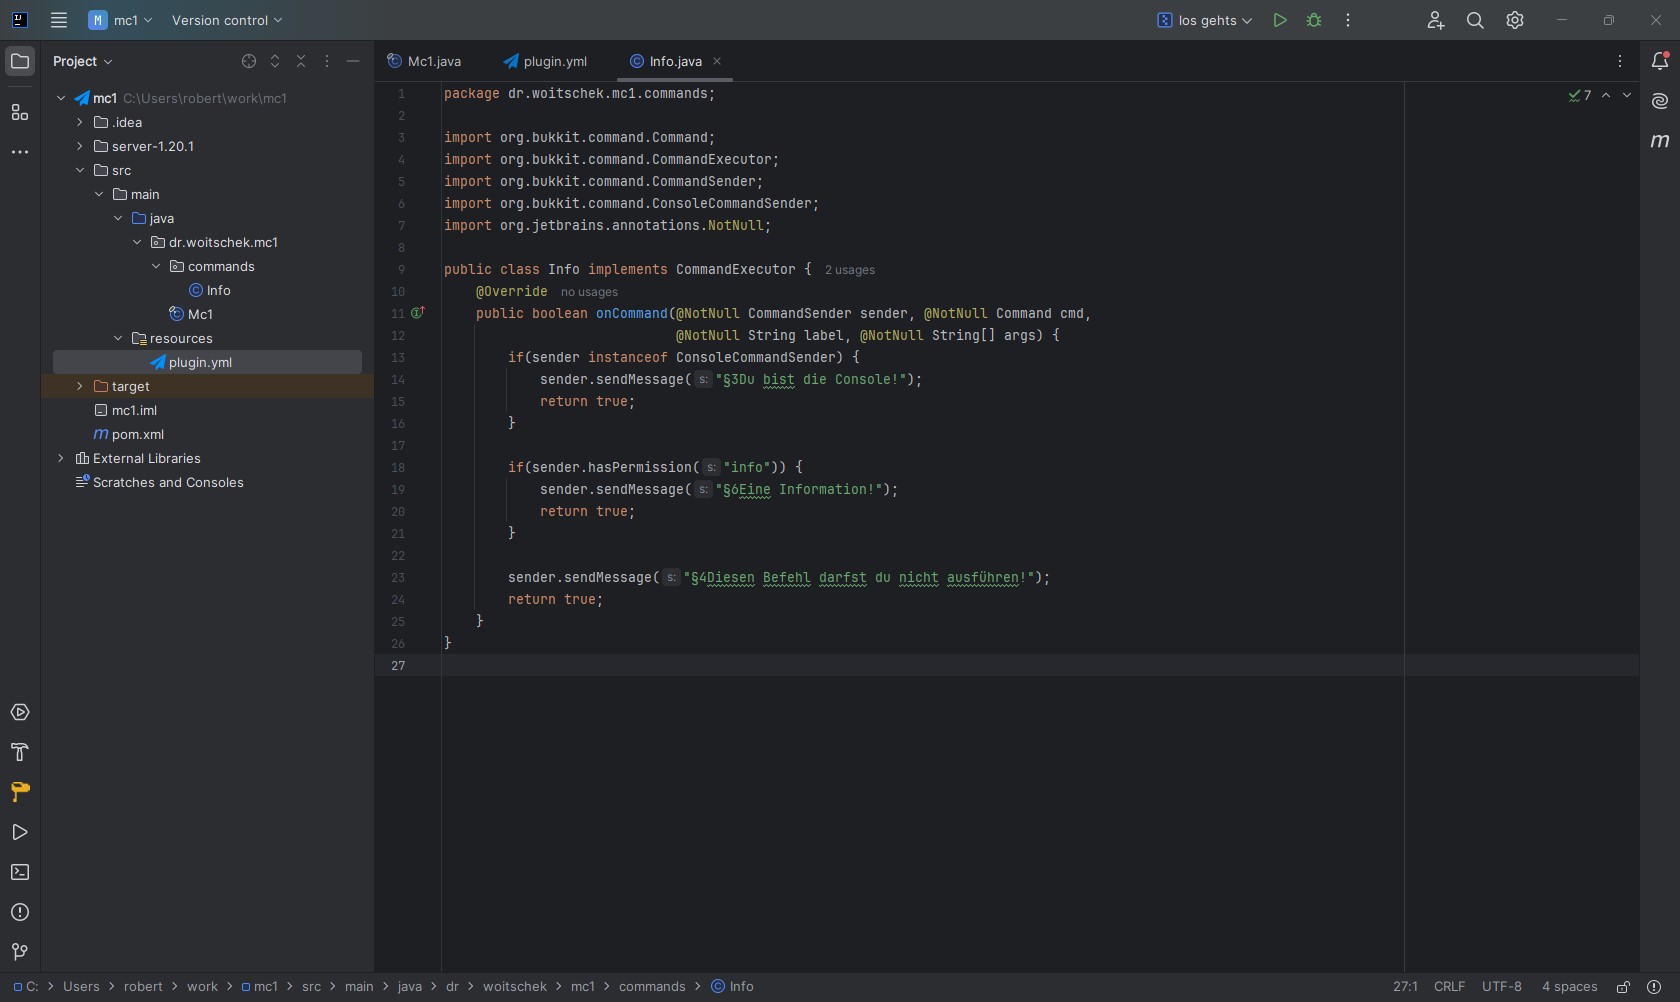 M mc1 Version control los gehts
Project
Mc1.java plugin.yml Info.java
mc1 C:\Users\robert\work\mc1
.idea
server-1.20.1
src
main
java
dr.woitschek.mc1
commands
Info
Mc1
resources
plugin.yml
target
mc1.iml
m pom.xml
External Libraries
Scratches and Consoles
1 package dr.woitschek.mc1.commands;
2
3 import org.bukkit.command.Command;
4 import org.bukkit.command.CommandExecutor;
5 import org.bukkit.command.CommandSender;
6 import org.bukkit.command.ConsoleCommandSender;
7 import org.jetbrains.annotations.NotNull;
8
9 public class Info implements CommandExecutor { 2 usages
10 @Override no usages
11 public boolean onCommand(@NotNull CommandSender sender, @NotNull Command cmd,
12 @NotNull String label, @NotNull String[] args) {
13 if(sender instanceof ConsoleCommandSender) {
14 sender.sendMessage( s: "§3Du bist die Console!");
15 return true;
16 }
17
18 if(sender.hasPermission( s: "info")) {
19 sender.sendMessage( s: "§6Eine Information!");
20 return true;
21 }
22
23 sender.sendMessage( s: "§4Diesen Befehl darfst du nicht ausführen!");
24 return true;
25 }
26 }
27
7
m
C: > Users > robert > work > mc1 > src > main > java > dr > woitschek > mc1 > commands > Info
27:1 CRLF UTF-8 4 spaces